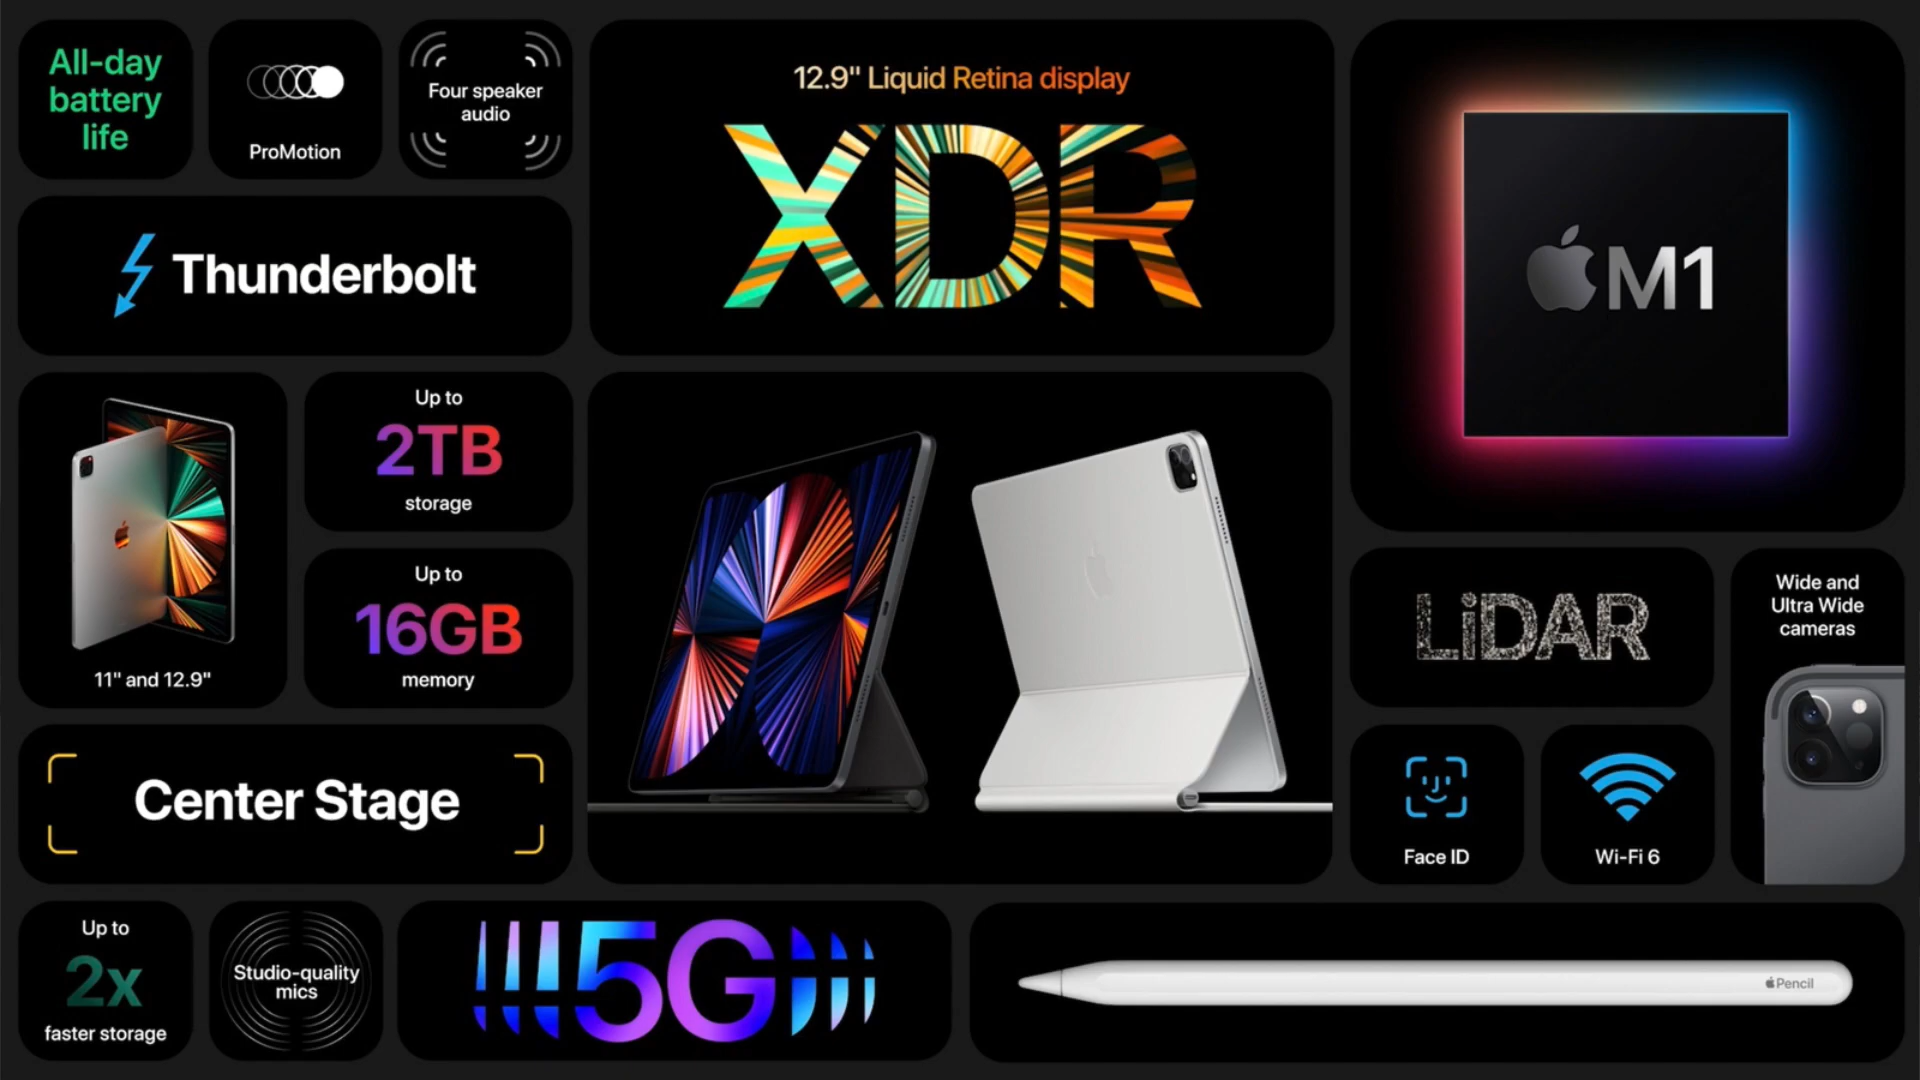 All-day
battery
life
ProMotion
Four speaker
audio
12.9" Liquid Retina display
XDR
M1
Thunderbolt
11" and 12.9"
Up to
2TB
storage
Up to
16GB
memory
LiDAR
Wide and
Ultra Wide
cameras
Center Stage
Face ID
Wi-Fi 6
Up to
2x
faster storage
Studio-quality
mics
5G
Pencil